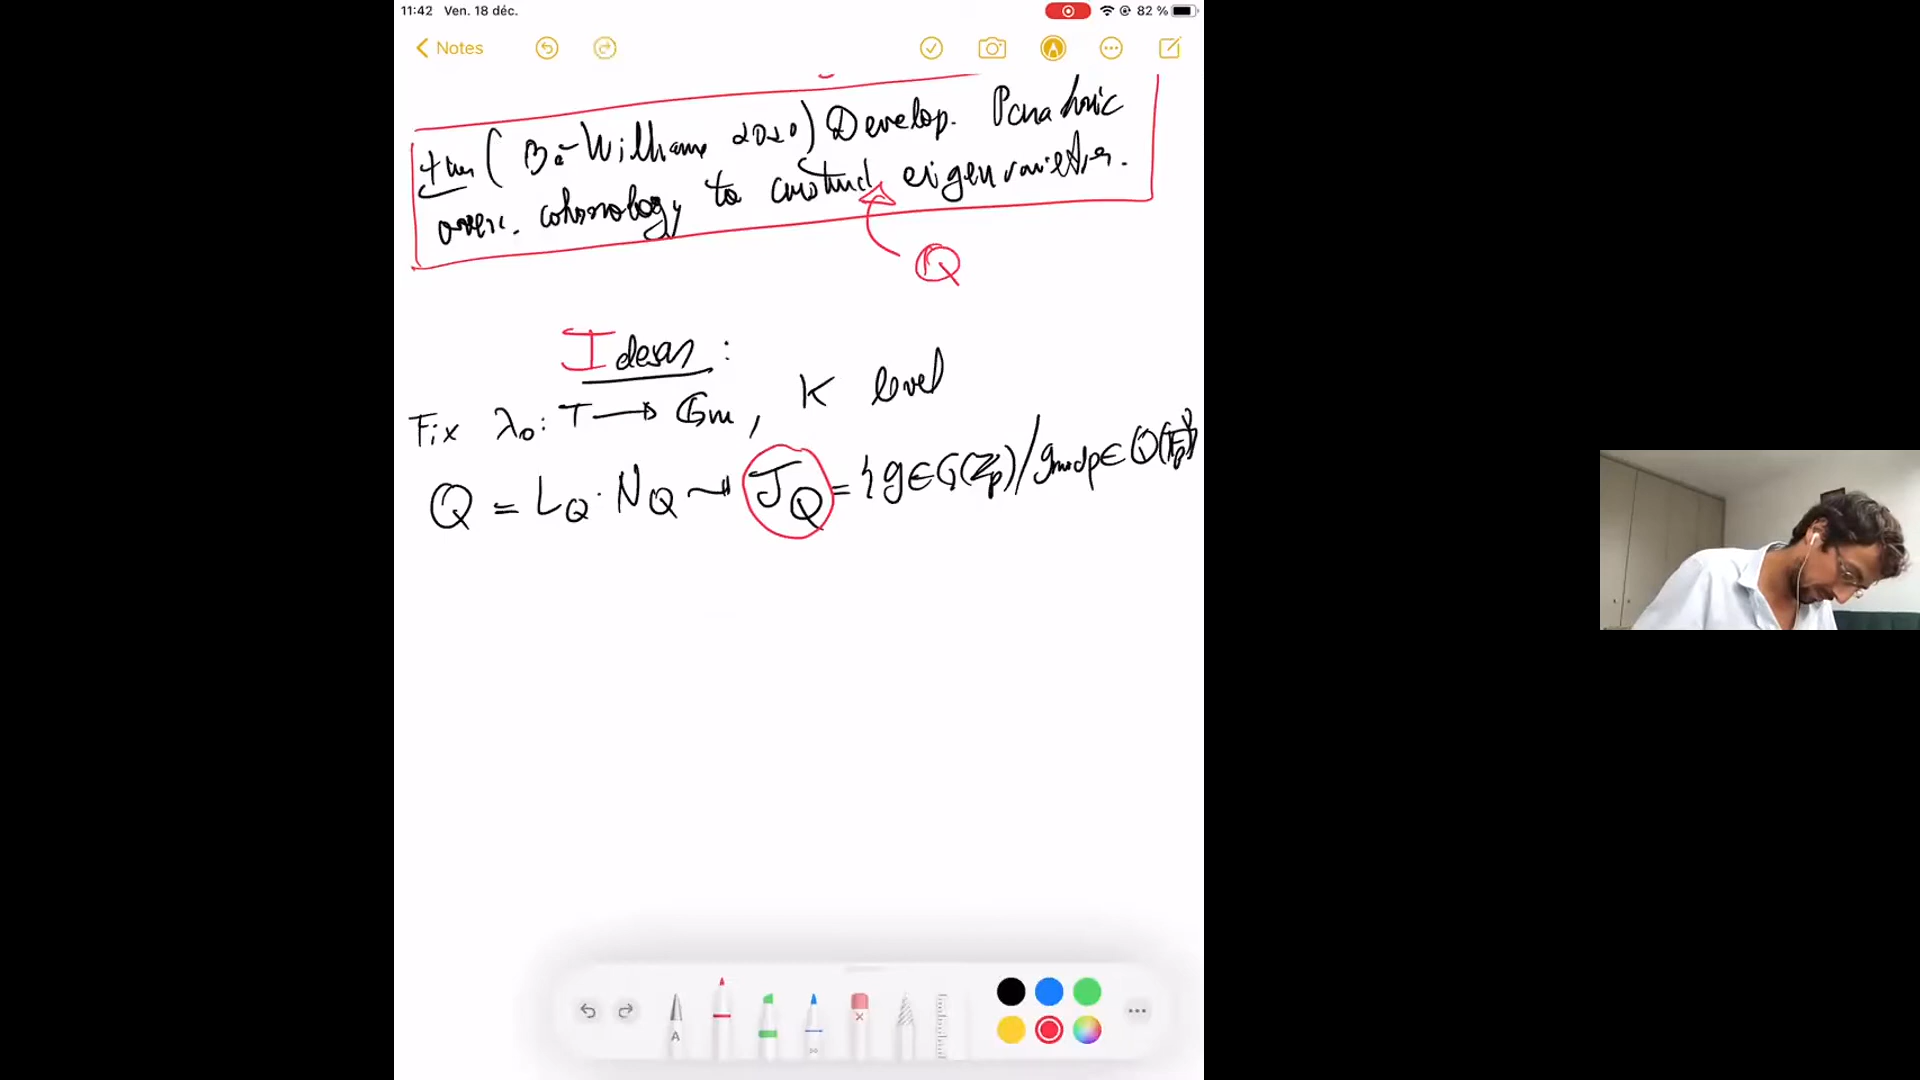 11:42 Ven. 18 déc. 82 %
Notes
thm (Ba-Williams 2020) Develop. Parahoric
overc. cohomology to construct eigenvarieties.
Q
Ideas:
Fix λ₀: T → Gm, K level
Q = L_Q · N_Q ⇝ J_Q = {g ∈ G(ℤp) / g mod p ∈ Q(𝔽p)}
A